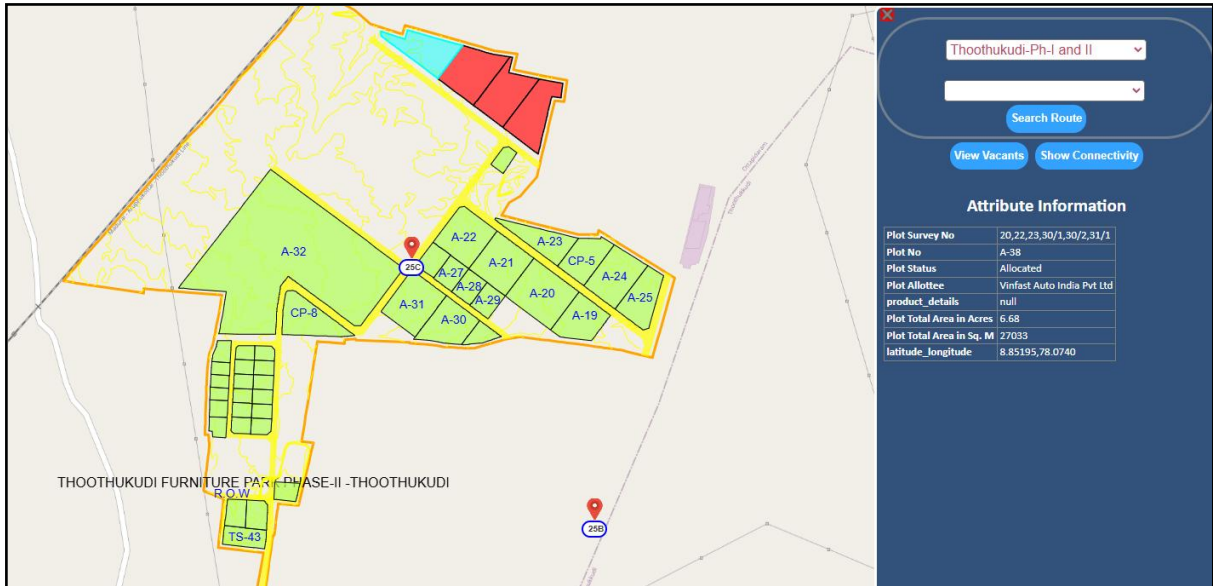 A-32
25C
A-22
A-23
A-27
A-21
CP-5
A-28
A-24
CP-8
A-31
A-29
A-20
A-25
A-30
A-19
THOOTHUKUDI FURNITURE PARK PHASE-II -THOOTHUKUDI
R O W
TS-43
25B
Thoothukudi-Ph-I and II
Search Route
View Vacants Show Connectivity
Attribute Information
Plot Survey No 20,22,23,30/1,30/2,31/1
Plot No A-38
Plot Status Allocated
Plot Allottee Vinfast Auto India Pvt Ltd
product_details null
Plot Total Area in Acres 6.68
Plot Total Area in Sq. M 27033
latitude_longitude 8.85195,78.0740